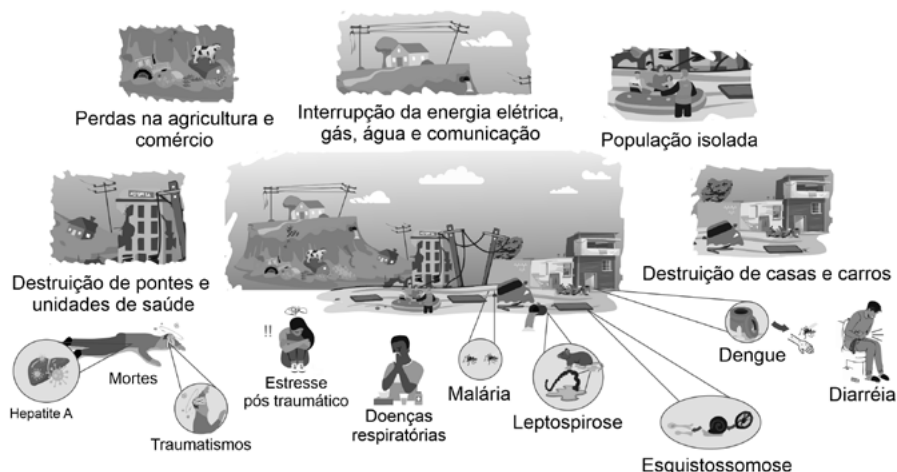 Perdas na agricultura e
comércio
Interrupção da energia elétrica,
gás, água e comunicação
População isolada
Destruição de pontes e
unidades de saúde
Destruição de casas e carros
!!
Hepatite A
Mortes
Traumatismos
Estresse
pós traumático
Doenças
respiratórias
Malária
Leptospirose
Dengue
Diarréia
Esquistossomose